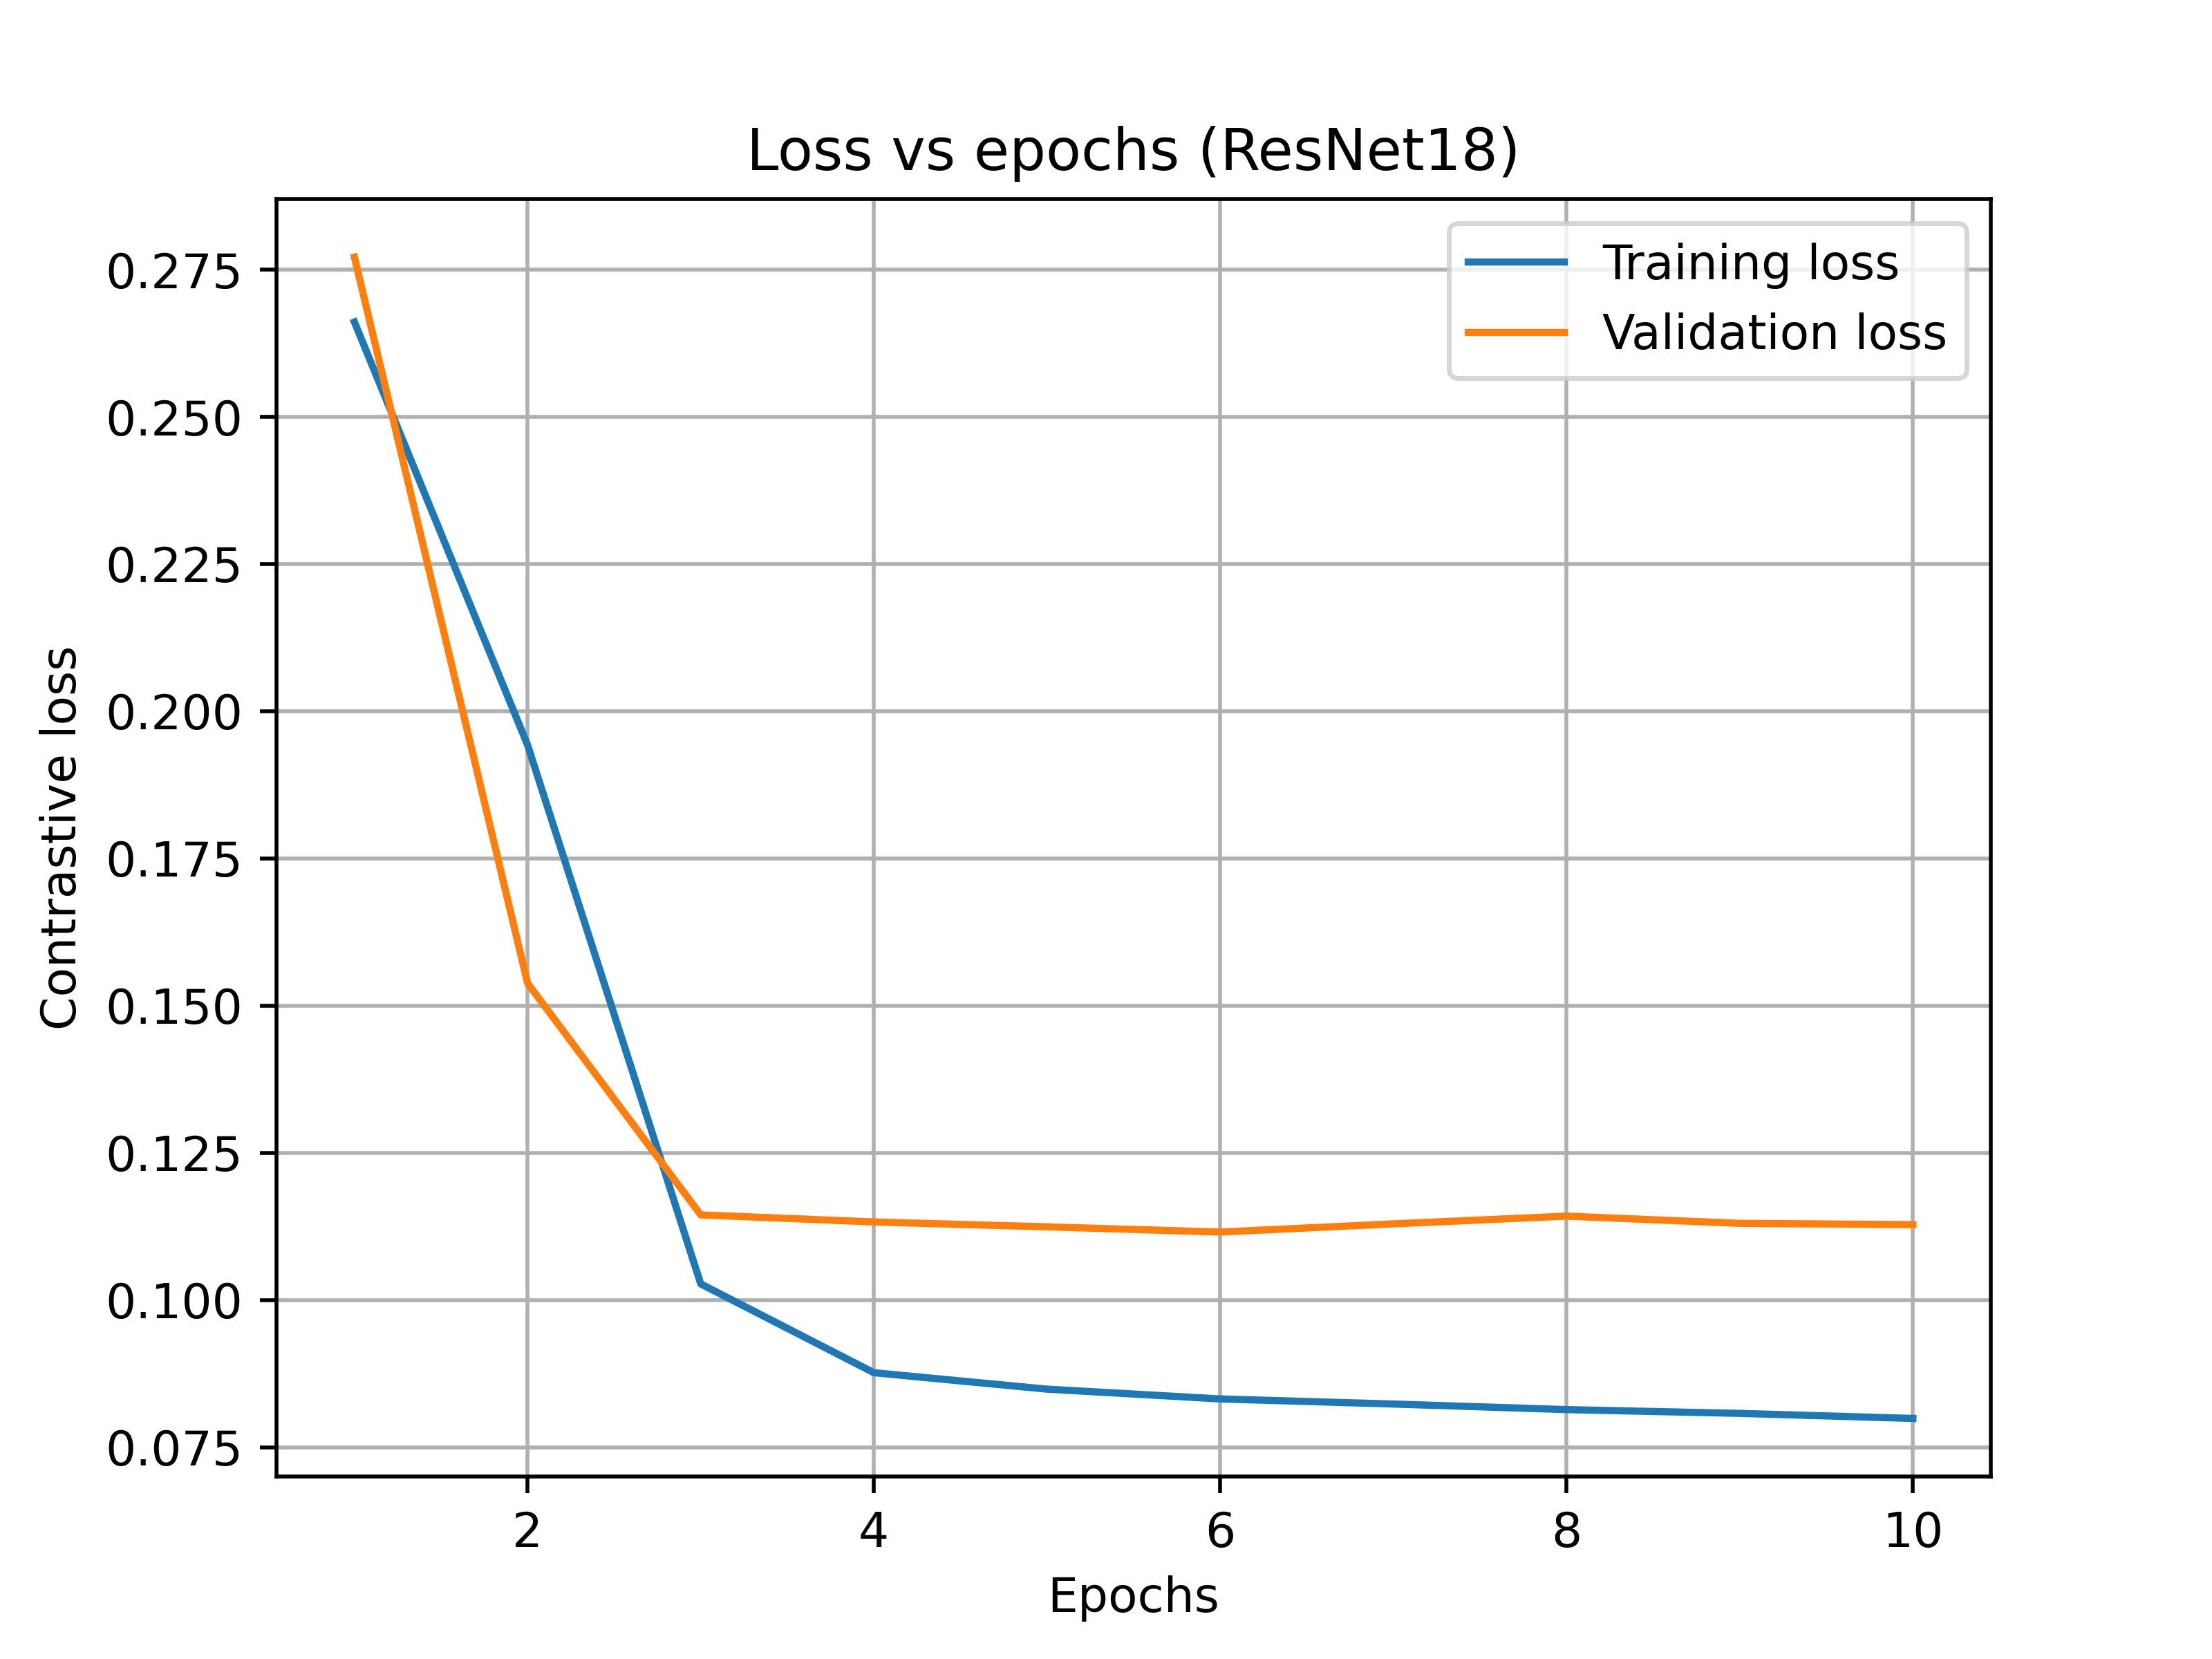 Loss vs epochs (ResNet18)
Training loss
Validation loss
Contrastive loss
0.275
0.250
0.225
0.200
0.175
0.150
0.125
0.100
0.075
2 4 6 8 10
Epochs